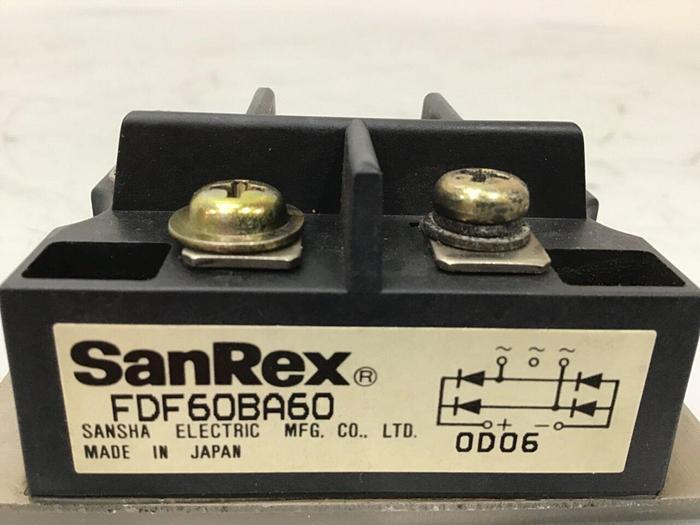 SanRex®
FDF60BA60
SANSHA ELECTRIC MFG. CO., LTD.
MADE IN JAPAN
~ ~
+ -
0D06